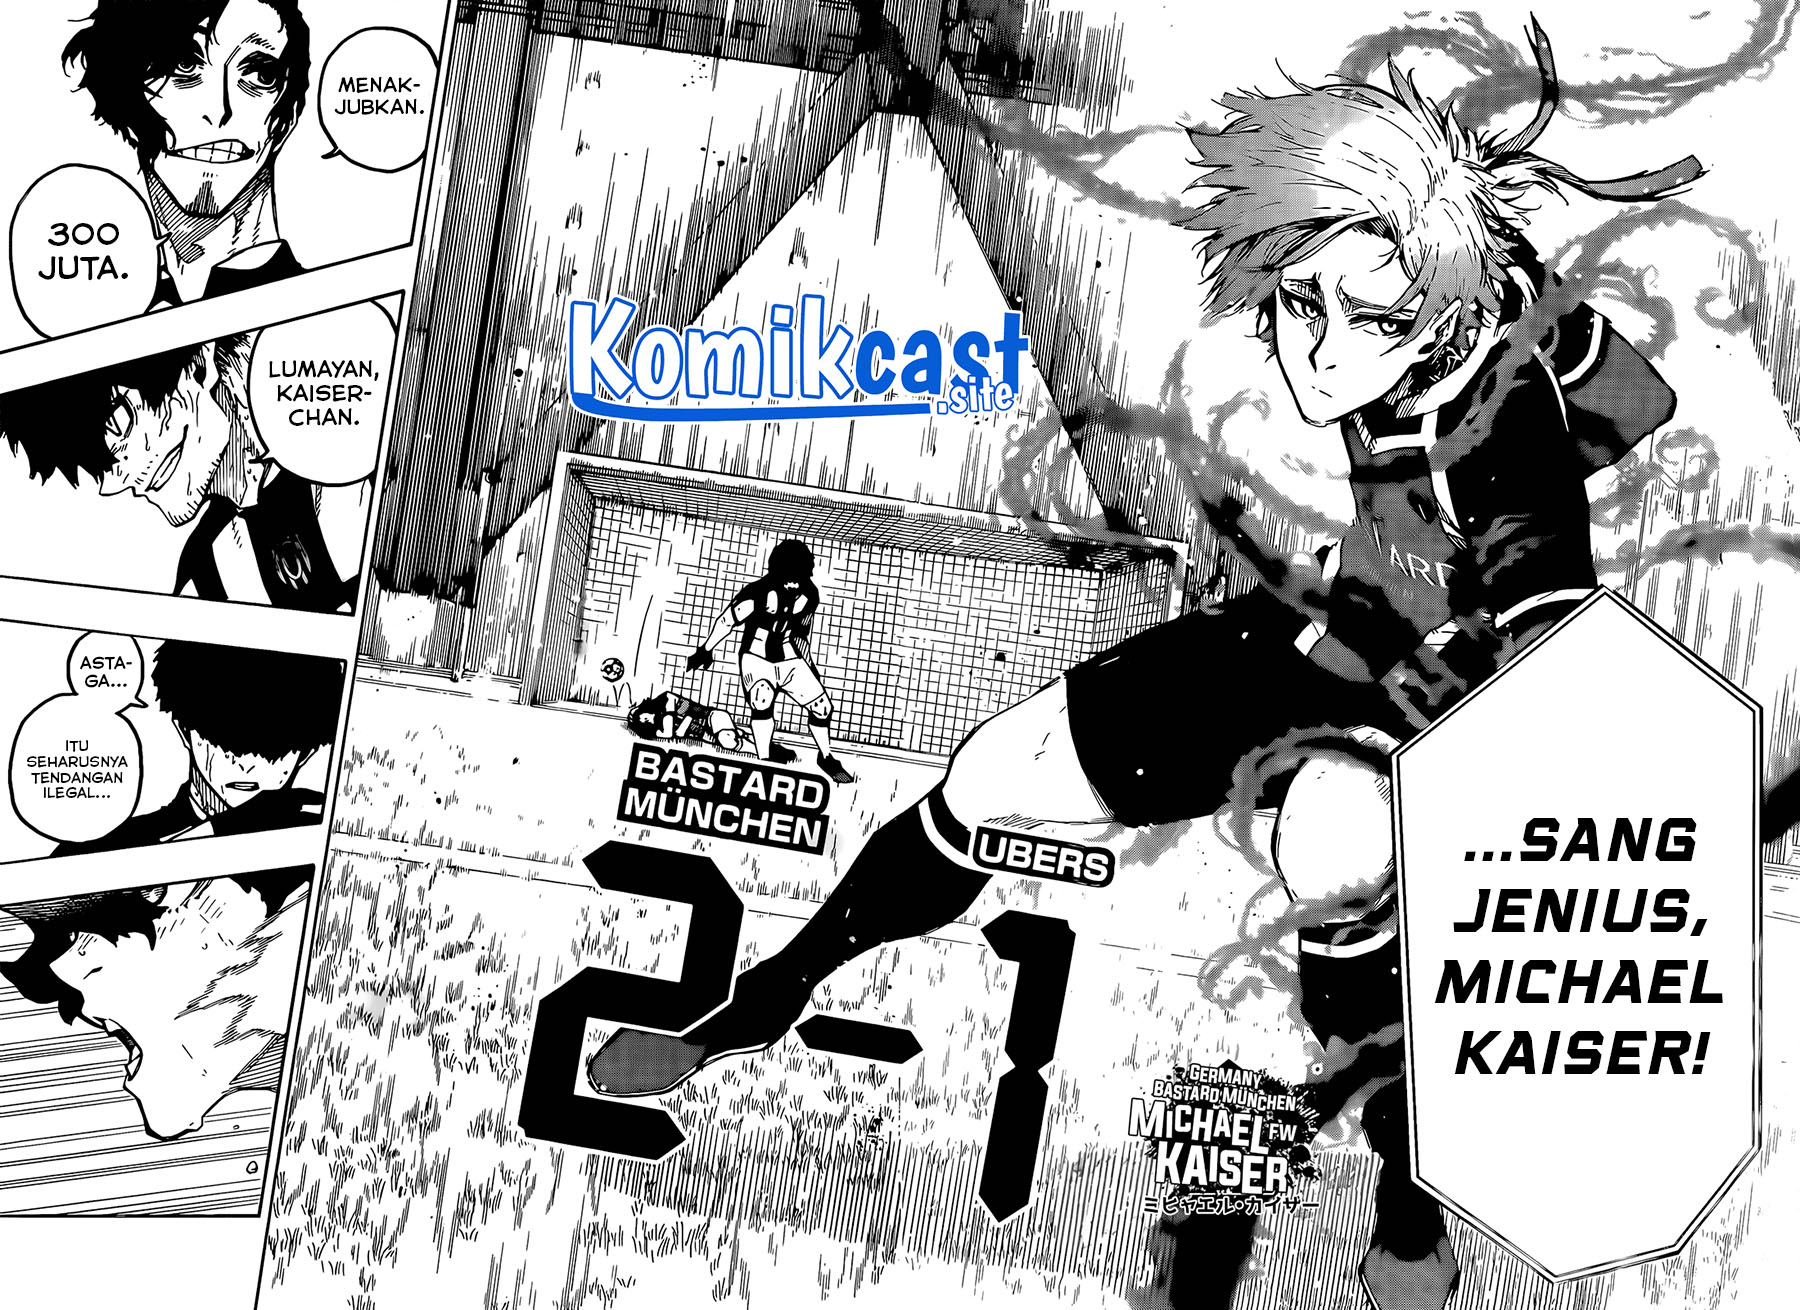 ...SANG
JENIUS,
MICHAEL
KAISER!
Komikcast
.site
BASTARD
MÜNCHEN
UBERS
2-1
GERMANY
BASTARD MÜNCHEN
MICHAEL FW
KAISER
ミヒャエル・カイザー
MENAK-
JUBKAN.
300
JUTA.
LUMAYAN,
KAISER-
CHAN.
ASTA-
GA...
ITU
SEHARUSNYA
TENDANGAN
ILEGAL...